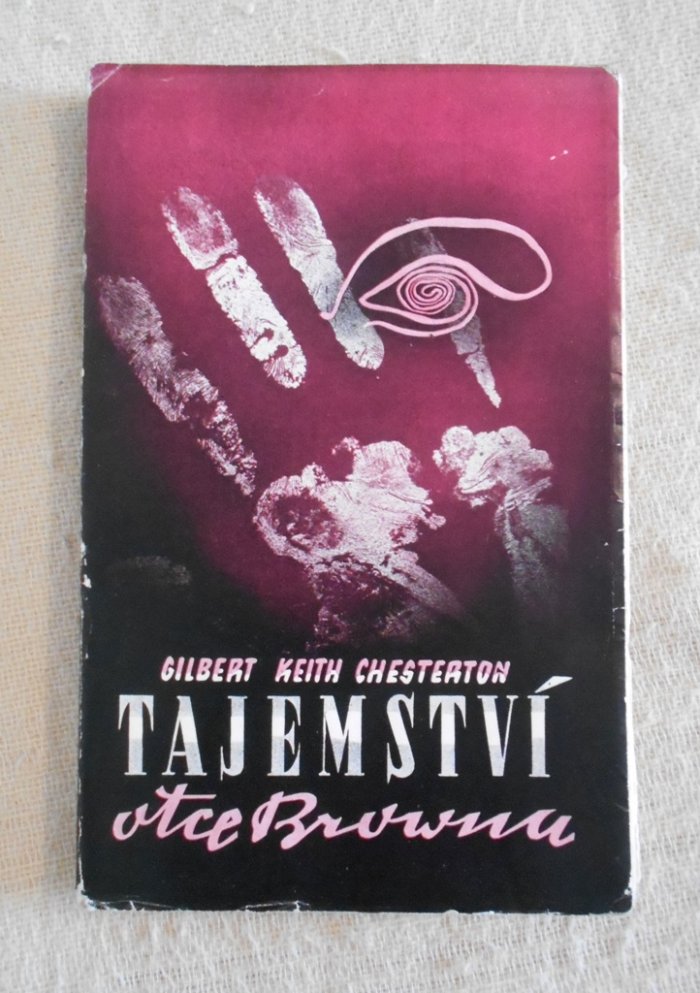 GILBERT KEITH CHESTERTON
TAJEMSTVÍ
otce Browna